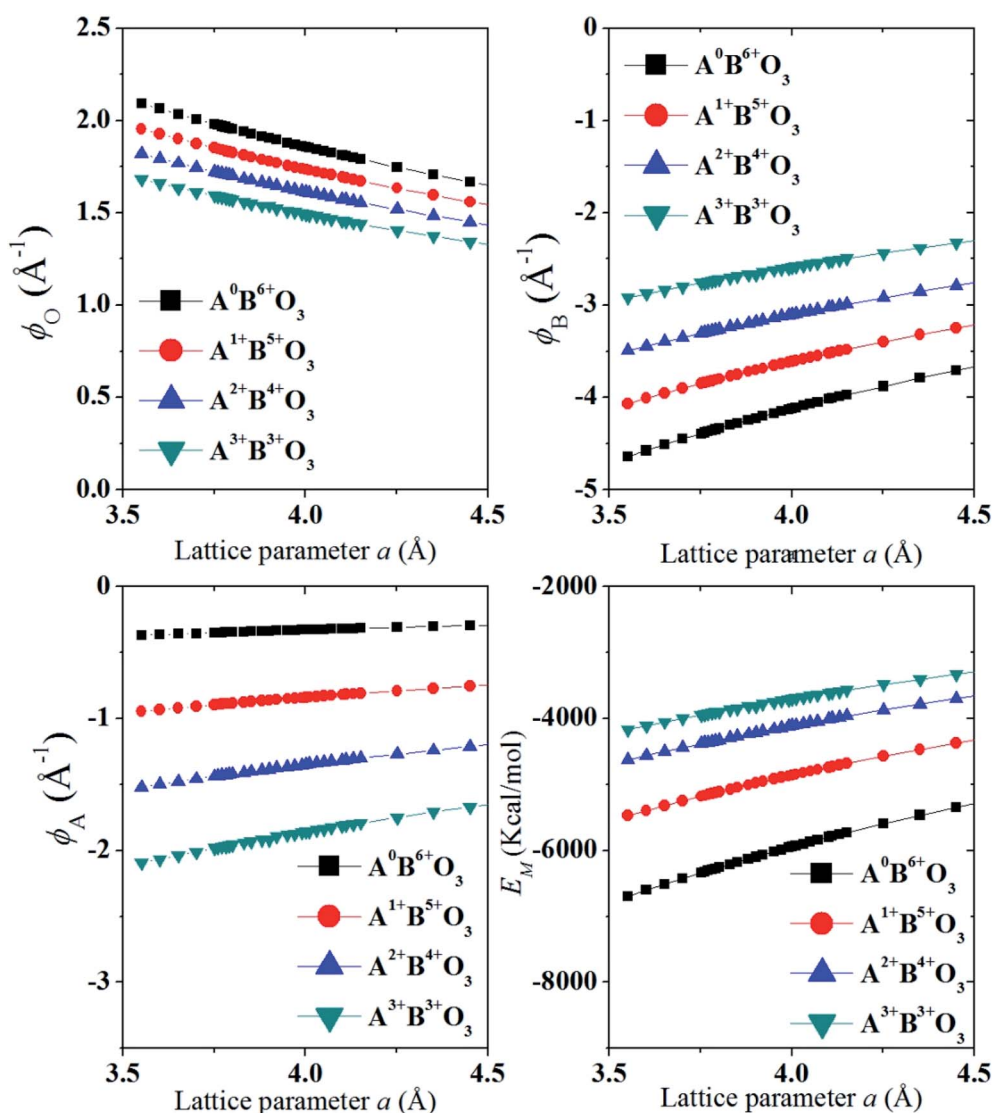 2.5
2.0
1.5
1.0
0.5
0.0
ϕ_O (Å⁻¹)
A⁰B⁶⁺O₃
A¹⁺B⁵⁺O₃
A²⁺B⁴⁺O₃
A³⁺B³⁺O₃
3.5 4.0 4.5
Lattice parameter a (Å)
0
-1
-2
-3
-4
-5
ϕ_B (Å⁻¹)
A⁰B⁶⁺O₃
A¹⁺B⁵⁺O₃
A²⁺B⁴⁺O₃
A³⁺B³⁺O₃
3.5 4.0 4.5
Lattice parameter a (Å)
0
-1
-2
-3
ϕ_A (Å⁻¹)
A⁰B⁶⁺O₃
A¹⁺B⁵⁺O₃
A²⁺B⁴⁺O₃
A³⁺B³⁺O₃
3.5 4.0 4.5
Lattice parameter a (Å)
-2000
-4000
-6000
-8000
E_M (Kcal/mol)
A⁰B⁶⁺O₃
A¹⁺B⁵⁺O₃
A²⁺B⁴⁺O₃
A³⁺B³⁺O₃
3.5 4.0 4.5
Lattice parameter a (Å)